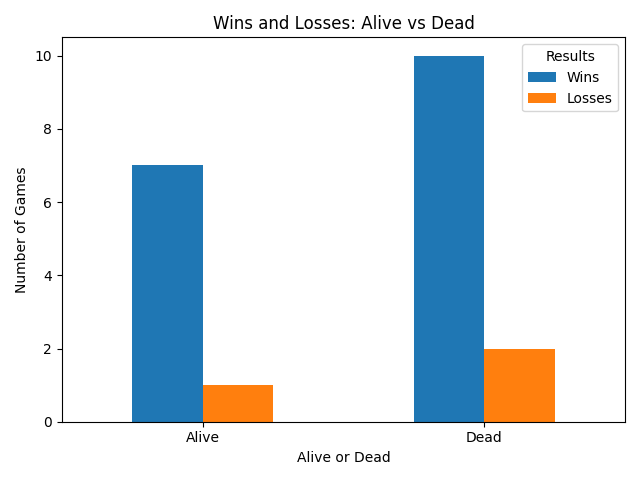 Wins and Losses: Alive vs Dead
Results
Wins
Losses
Number of Games
10
8
6
4
2
0
Alive
Dead
Alive or Dead